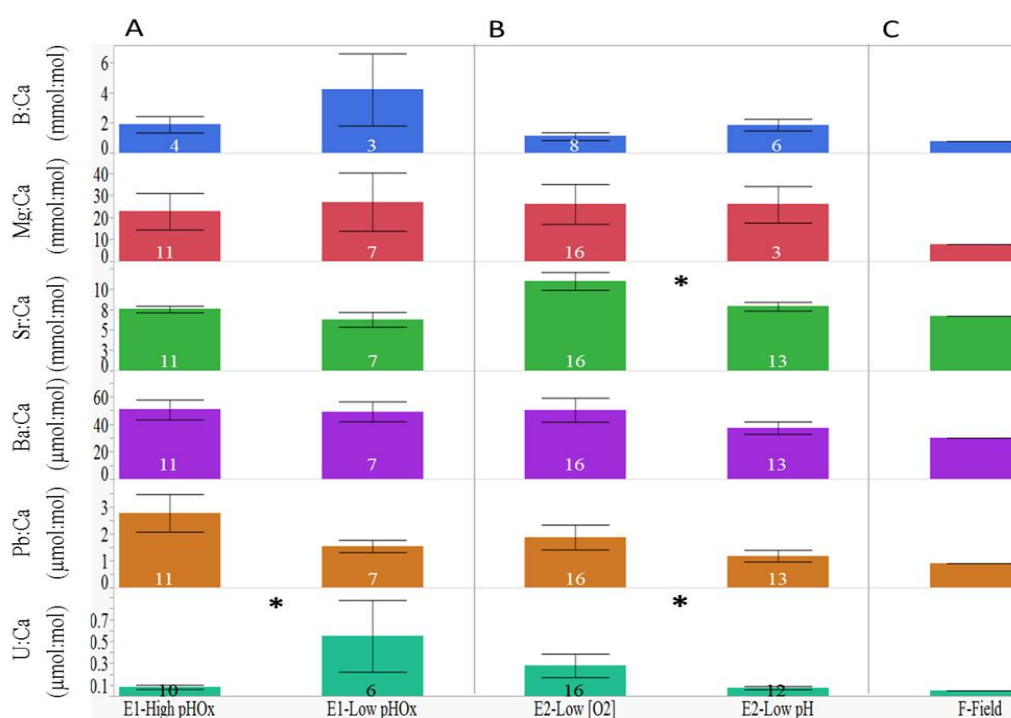 A B C
B:Ca
(mmol:mol)
6
4
2
0
4 3 8 6
Mg:Ca
(mmol:mol)
40
30
20
10
0
11 7 16 3
Sr:Ca
(mmol:mol)
10
8
5
3
0
*
11 7 16 13
Ba:Ca
(μmol:mol)
60
40
20
0
11 7 16 13
Pb:Ca
(μmol:mol)
3
2
1
0
11 7 16 13
U:Ca
(μmol:mol)
0.7
0.5
0.3
0.1
* *
10 6 16 12
E1-High pHOx E1-Low pHOx E2-Low [O2] E2-Low pH F-Field